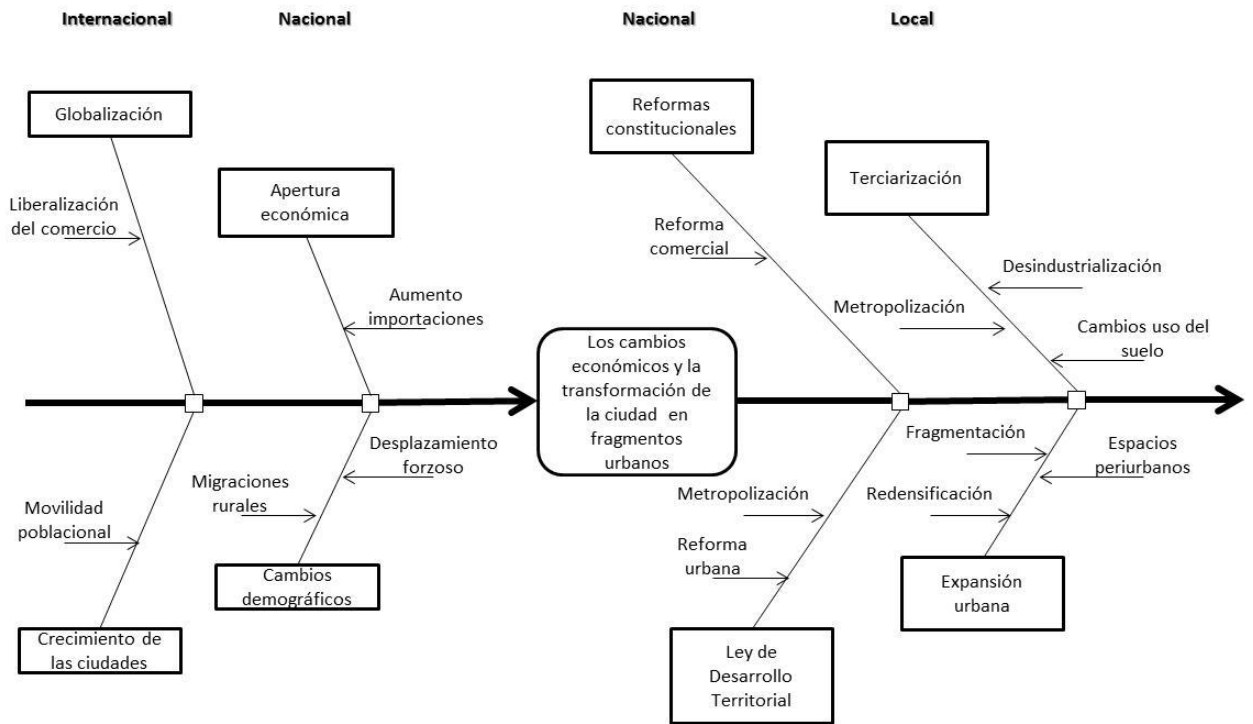 Internacional
Nacional
Nacional
Local
Globalización
Liberalización
del comercio
Apertura
económica
Aumento
importaciones
Movilidad
poblacional
Crecimiento de
las ciudades
Desplazamiento
forzoso
Migraciones
rurales
Cambios
demográficos
Los cambios
económicos y la
transformación de
la ciudad en
fragmentos
urbanos
Reformas
constitucionales
Reforma
comercial
Terciarización
Desindustrialización
Metropolización
Cambios uso del
suelo
Metropolización
Reforma
urbana
Ley de
Desarrollo
Territorial
Fragmentación
Espacios
periurbanos
Redensificación
Expansión
urbana